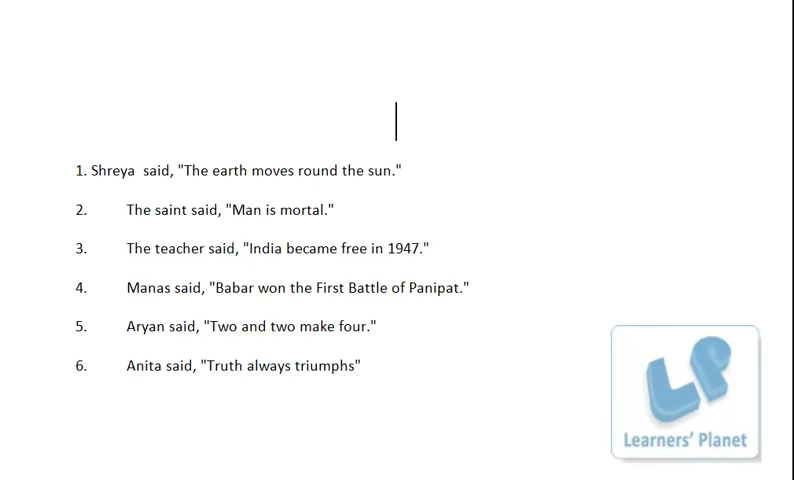 1. Shreya  said, "The earth moves round the sun."
2. The saint said, "Man is mortal."
3. The teacher said, "India became free in 1947."
4. Manas said, "Babar won the First Battle of Panipat."
5. Aryan said, "Two and two make four."
6. Anita said, "Truth always triumphs"
LP
Learners' Planet